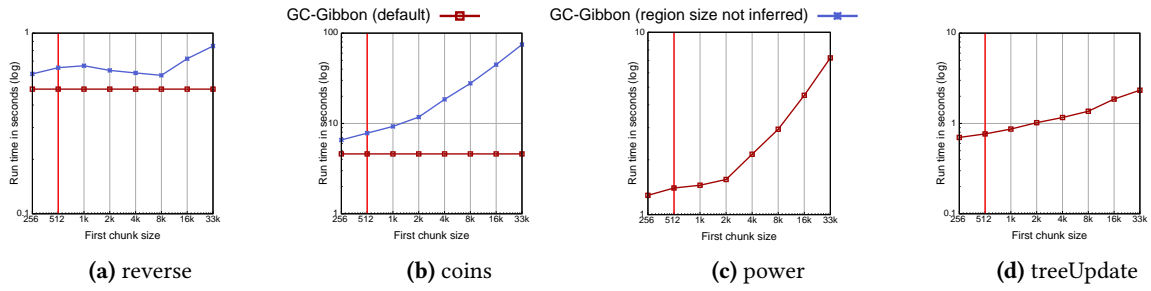 GC-Gibbon (default) GC-Gibbon (region size not inferred)
1
0.1
Run time in seconds (log)
256 512 1k 2k 4k 8k 16k 33k
First chunk size
(a) reverse
100
10
1
Run time in seconds (log)
256 512 1k 2k 4k 8k 16k 33k
First chunk size
(b) coins
10
1
Run time in seconds (log)
256 512 1k 2k 4k 8k 16k 33k
First chunk size
(c) power
10
1
0.1
Run time in seconds (log)
256 512 1k 2k 4k 8k 16k 33k
First chunk size
(d) treeUpdate